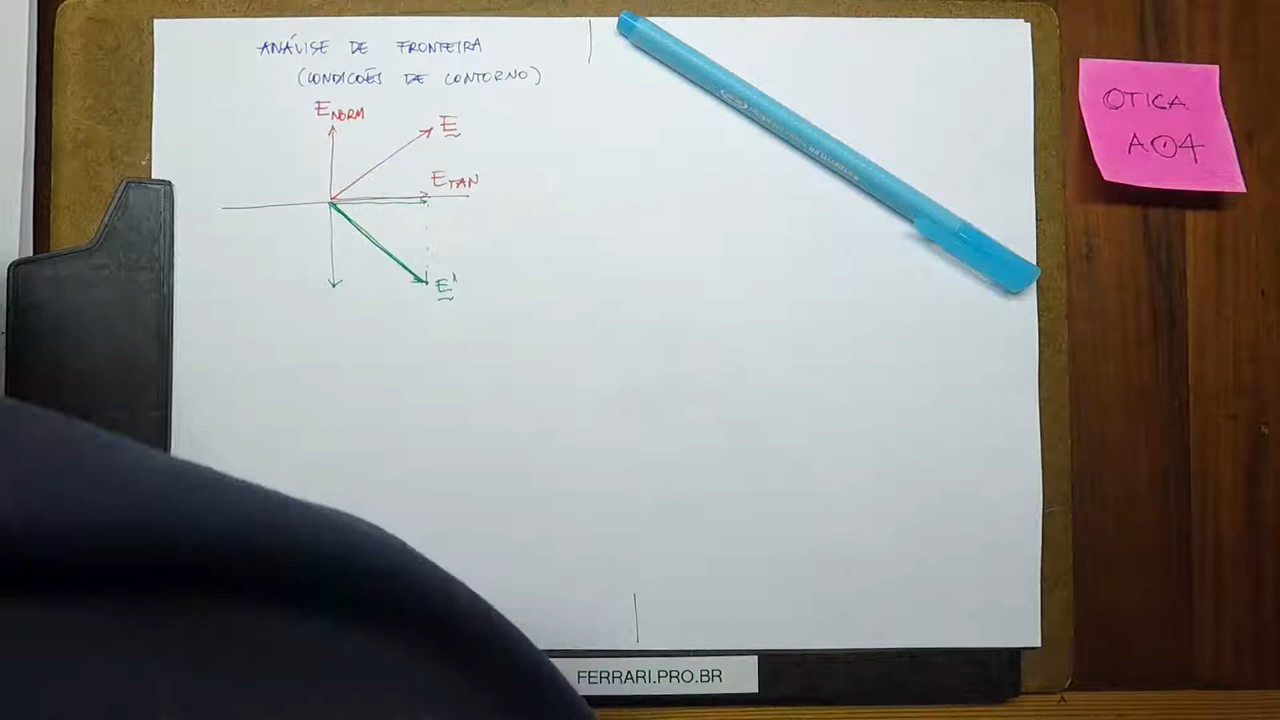 ANÁLISE DE FRONTEIRA
(CONDIÇÕES DE CONTORNO)
E NORM
E
E TAN
E'
OTICA
A04
FERRARI.PRO.BR